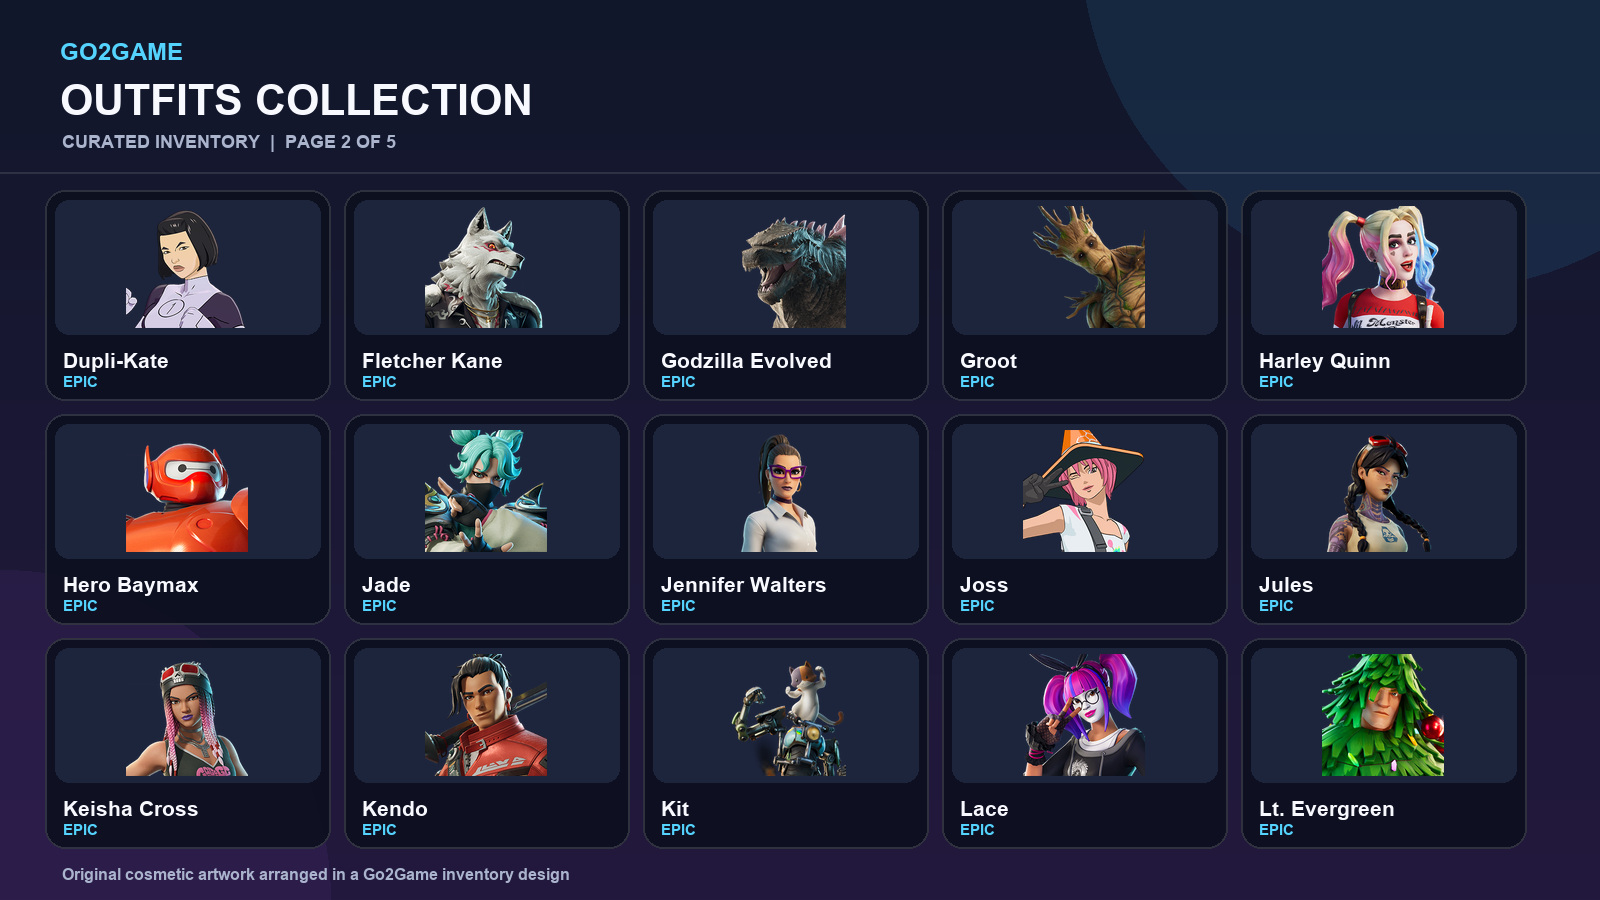 GO2GAME
OUTFITS COLLECTION
CURATED INVENTORY | PAGE 2 OF 5
Dupli-Kate
EPIC
Fletcher Kane
EPIC
Godzilla Evolved
EPIC
Groot
EPIC
Harley Quinn
EPIC
Hero Baymax
EPIC
Jade
EPIC
Jennifer Walters
EPIC
Joss
EPIC
Jules
EPIC
Keisha Cross
EPIC
Kendo
EPIC
Kit
EPIC
Lace
EPIC
Lt. Evergreen
EPIC
Original cosmetic artwork arranged in a Go2Game inventory design